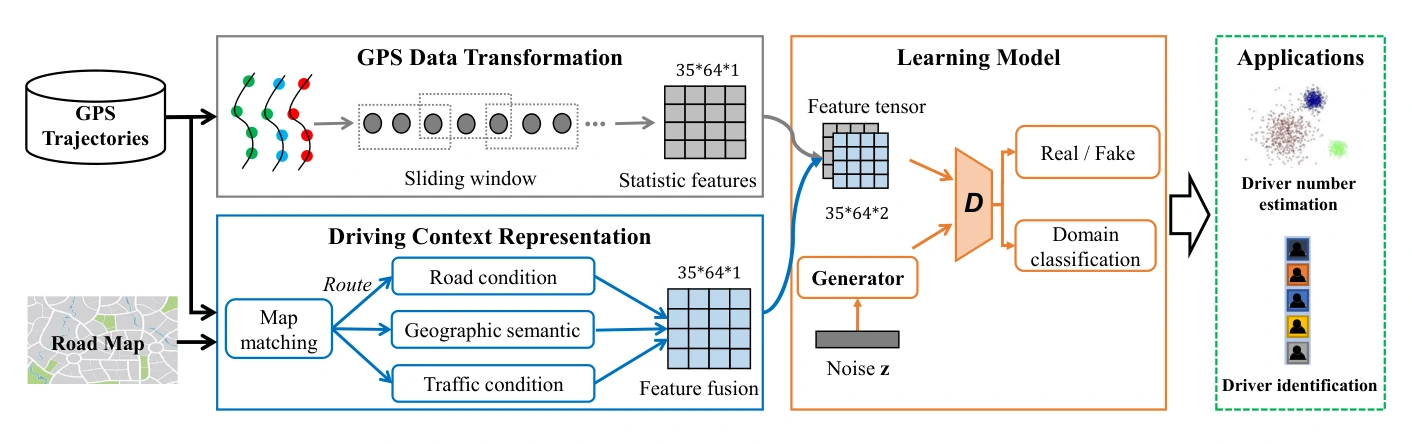 GPS
Trajectories
Road Map
GPS Data Transformation
Sliding window
...
35*64*1
Statistic features
Driving Context Representation
Map
matching
Route
Road condition
Geographic semantic
Traffic condition
35*64*1
Feature fusion
Learning Model
Feature tensor
35*64*2
Generator
Noise z
D
Real / Fake
Domain
classification
Applications
Driver number
estimation
Driver identification